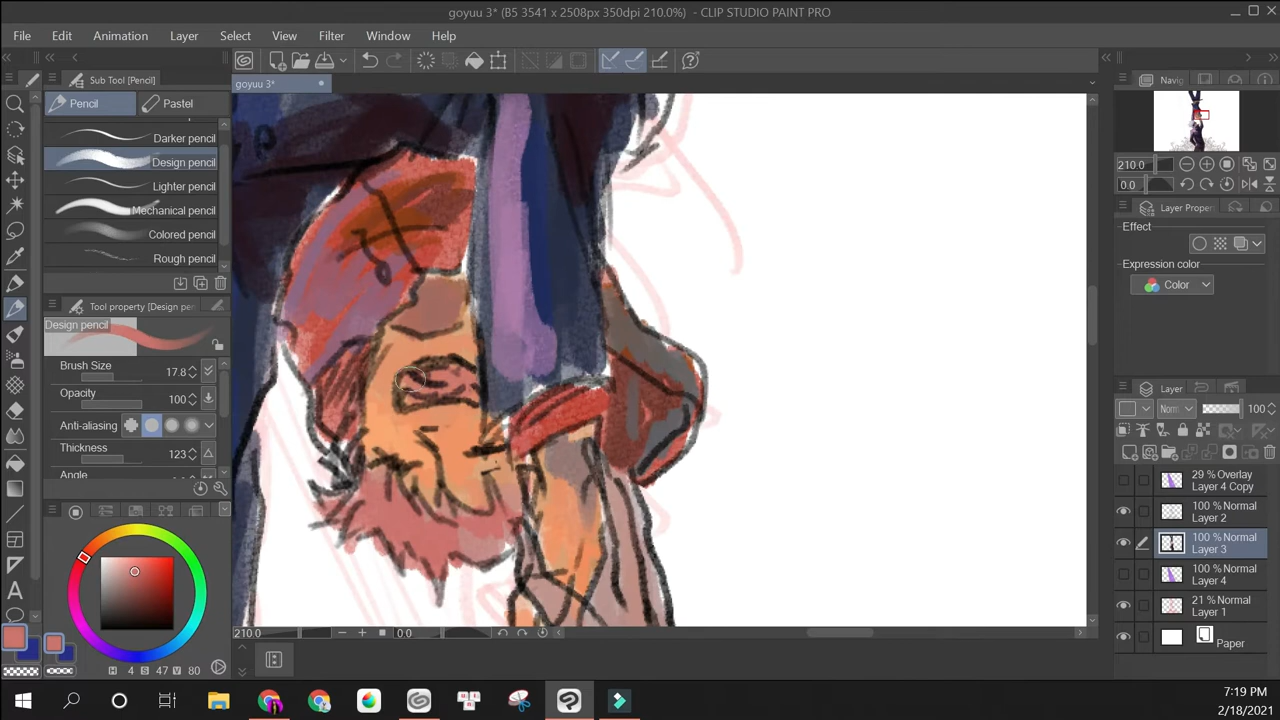 goyuu 3* (B5 3541 x 2508px 350dpi 210.0%) - CLIP STUDIO PAINT PRO
File Edit Animation Layer Select View Filter Window Help
Sub Tool [Pencil]
goyuu 3*
Navig
Pencil Pastel
Darker pencil
Design pencil
Lighter pencil
Mechanical pencil
Colored pencil
Rough pencil
Tool property [Design pen
Design pencil
Brush Size 17.8
Opacity 100
Anti-aliasing
Thickness 123
Angle
H 4 S 47 V 80
210.0 0.0
210.0
0.0
Layer Proper
Effect
Expression color
Color
Layer
Norm 100
29 % Overlay
Layer 4 Copy
100 % Normal
Layer 2
100 % Normal
Layer 3
100 % Normal
Layer 4
21 % Normal
Layer 1
Paper
7:19 PM
2/18/2021